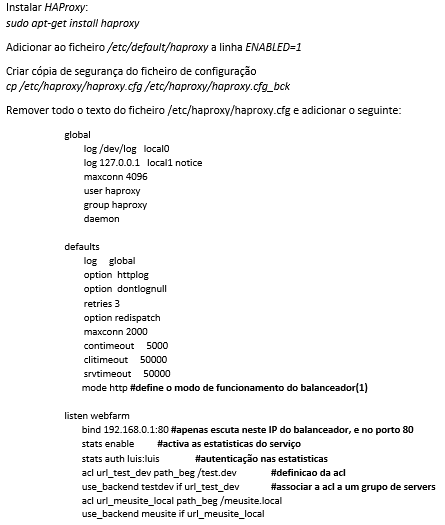 Instalar HAProxy:
sudo apt-get install haproxy
Adicionar ao ficheiro /etc/default/haproxy a linha ENABLED=1
Criar cópia de segurança do ficheiro de configuração
cp /etc/haproxy/haproxy.cfg /etc/haproxy/haproxy.cfg_bck
Remover todo o texto do ficheiro /etc/haproxy/haproxy.cfg e adicionar o seguinte:
global
log /dev/log local0
log 127.0.0.1 local1 notice
maxconn 4096
user haproxy
group haproxy
daemon
defaults
log global
option httplog
option dontlognull
retries 3
option redispatch
maxconn 2000
contimeout 5000
clitimeout 50000
srvtimeout 50000
mode http #define o modo de funcionamento do balanceador(1)
listen webfarm
bind 192.168.0.1:80 #apenas escuta neste IP do balanceador, e no porto 80
stats enable #activa as estatisticas do serviço
stats auth luis:luis #autenticação nas estatisticas
acl url_test_dev path_beg /test.dev #definicao da acl
use_backend testdev if url_test_dev #associar a acl a um grupo de servers
acl url_meusite_local path_beg /meusite.local
use_backend meusite if url_meusite_local